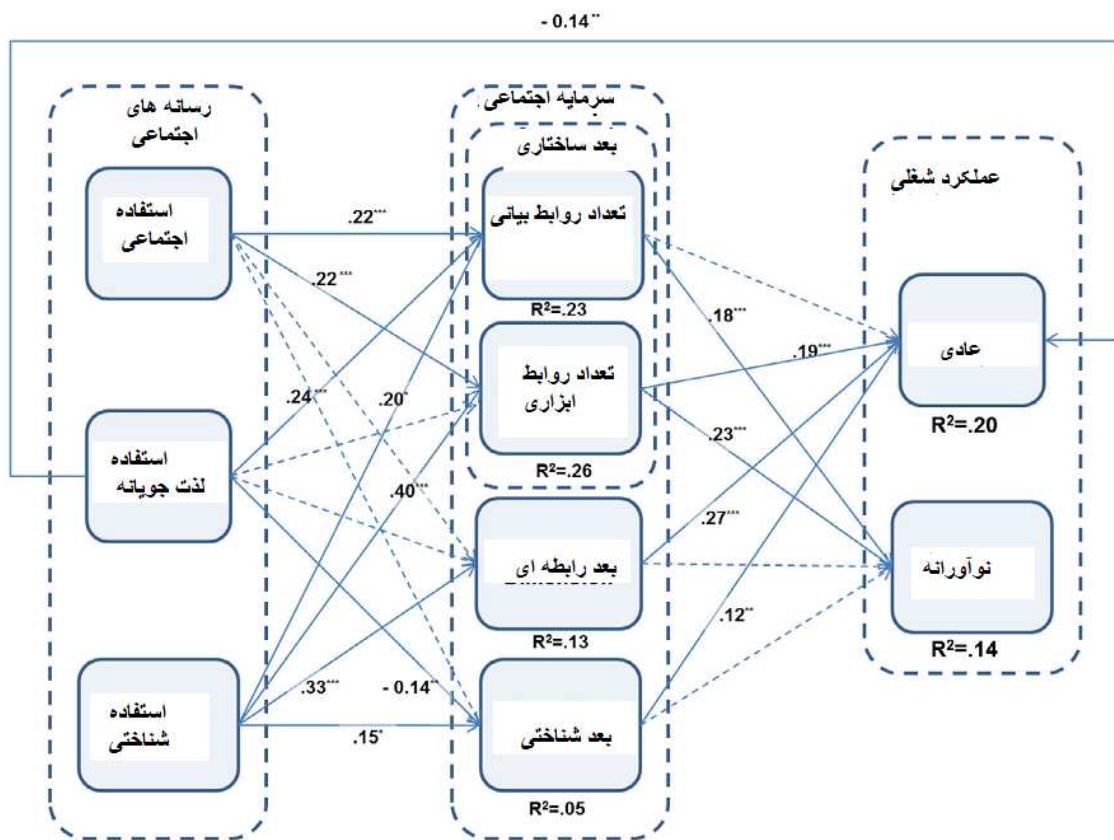 - 0.14**
رسانه های
اجتماعی
استفاده
اجتماعی
استفاده
لذت جویانه
استفاده
شناختی
.22***
.22***
.24***
.20*
.40***
.33***
- 0.14**
.15*
سرمایه اجتماعی
بعد ساختاری
تعداد روابط بیانی
R²=.23
تعداد روابط
ابزاری
R²=.26
بعد رابطه ای
R²=.13
بعد شناختی
R²=.05
.18***
.19***
.23***
.27***
.12**
عملکرد شغلی
عادی
R²=.20
نوآورانه
R²=.14